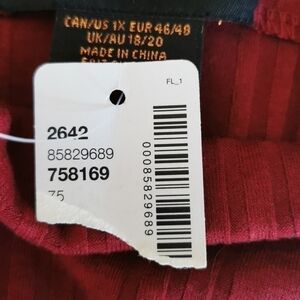 CAN/US 1X EUR 46/48
UK/AU 18/20
MADE IN CHINA
FL_1
2642
85829689
758169
75
00085829689